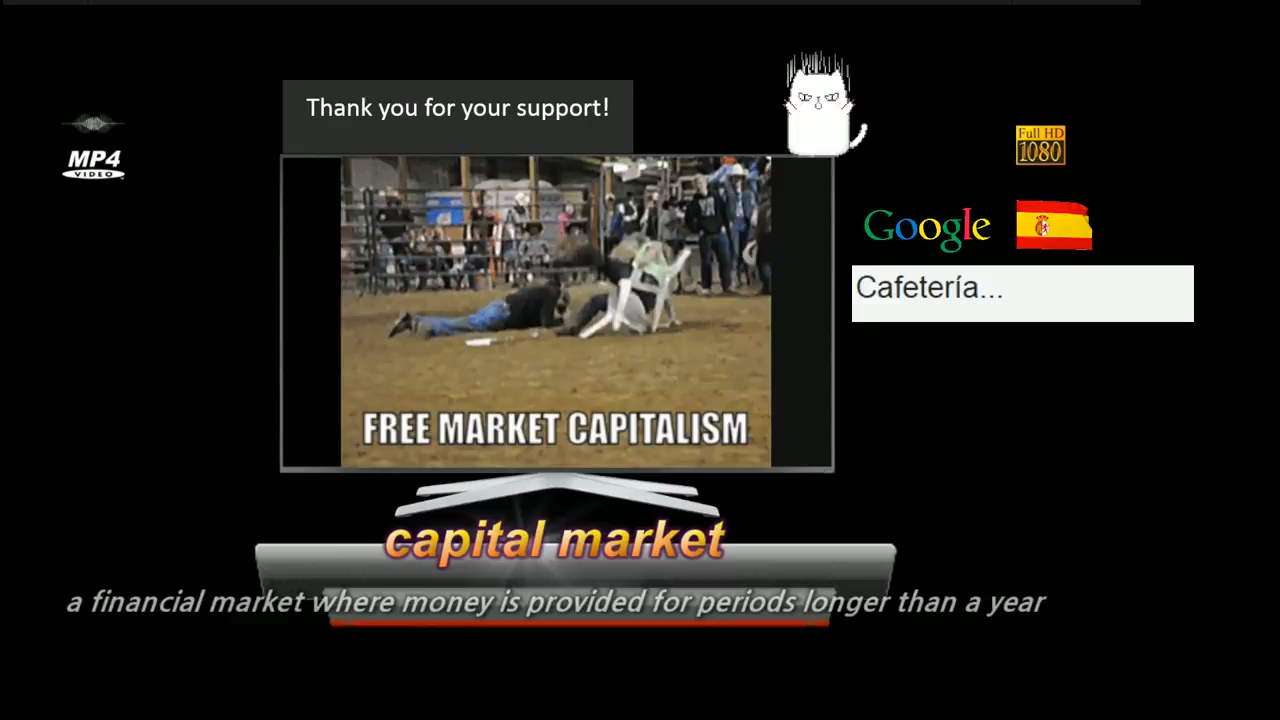 Thank you for your support!
MP4
VIDEO
Full HD
1080
Google
Cafetería...
FREE MARKET CAPITALISM
capital market
a financial market where money is provided for periods longer than a year